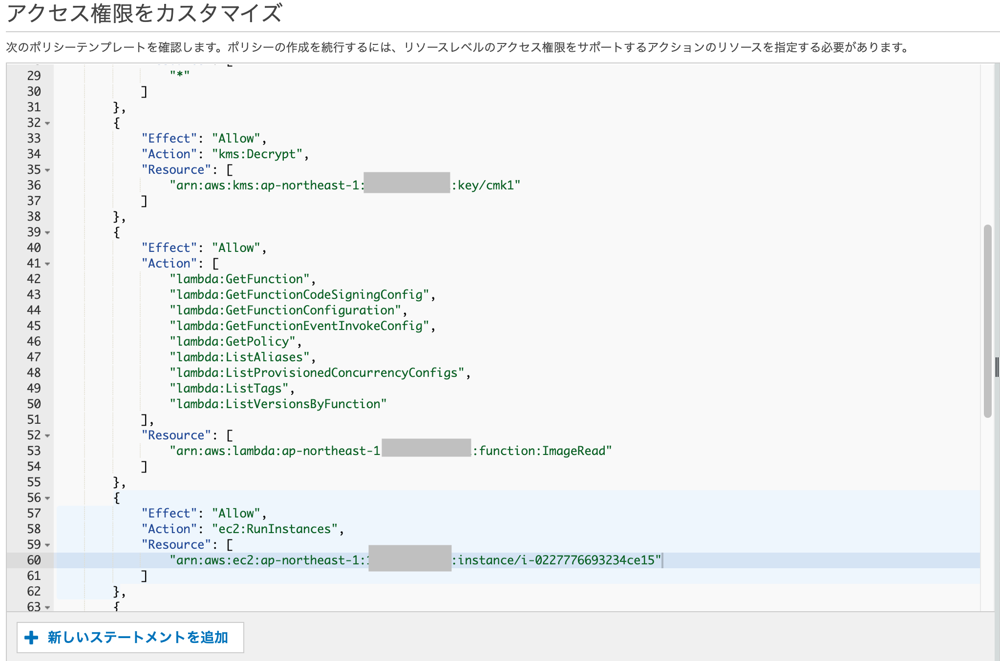 アクセス権限をカスタマイズ
次のポリシーテンプレートを確認します。ポリシーの作成を続行するには、リソースレベルのアクセス権限をサポートするアクションのリソースを指定する必要があります。
29 "*"
30 ]
31 },
32 {
33 "Effect": "Allow",
34 "Action": "kms:Decrypt",
35 "Resource": [
36 "arn:aws:kms:ap-northeast-1: :key/cmk1"
37 ]
38 },
39 {
40 "Effect": "Allow",
41 "Action": [
42 "lambda:GetFunction",
43 "lambda:GetFunctionCodeSigningConfig",
44 "lambda:GetFunctionConfiguration",
45 "lambda:GetFunctionEventInvokeConfig",
46 "lambda:GetPolicy",
47 "lambda:ListAliases",
48 "lambda:ListProvisionedConcurrencyConfigs",
49 "lambda:ListTags",
50 "lambda:ListVersionsByFunction"
51 ],
52 "Resource": [
53 "arn:aws:lambda:ap-northeast-1 :function:ImageRead"
54 ]
55 },
56 {
57 "Effect": "Allow",
58 "Action": "ec2:RunInstances",
59 "Resource": [
60 "arn:aws:ec2:ap-northeast-1: :instance/i-0227776693234ce15"
61 ]
62 },
63 {
新しいステートメントを追加